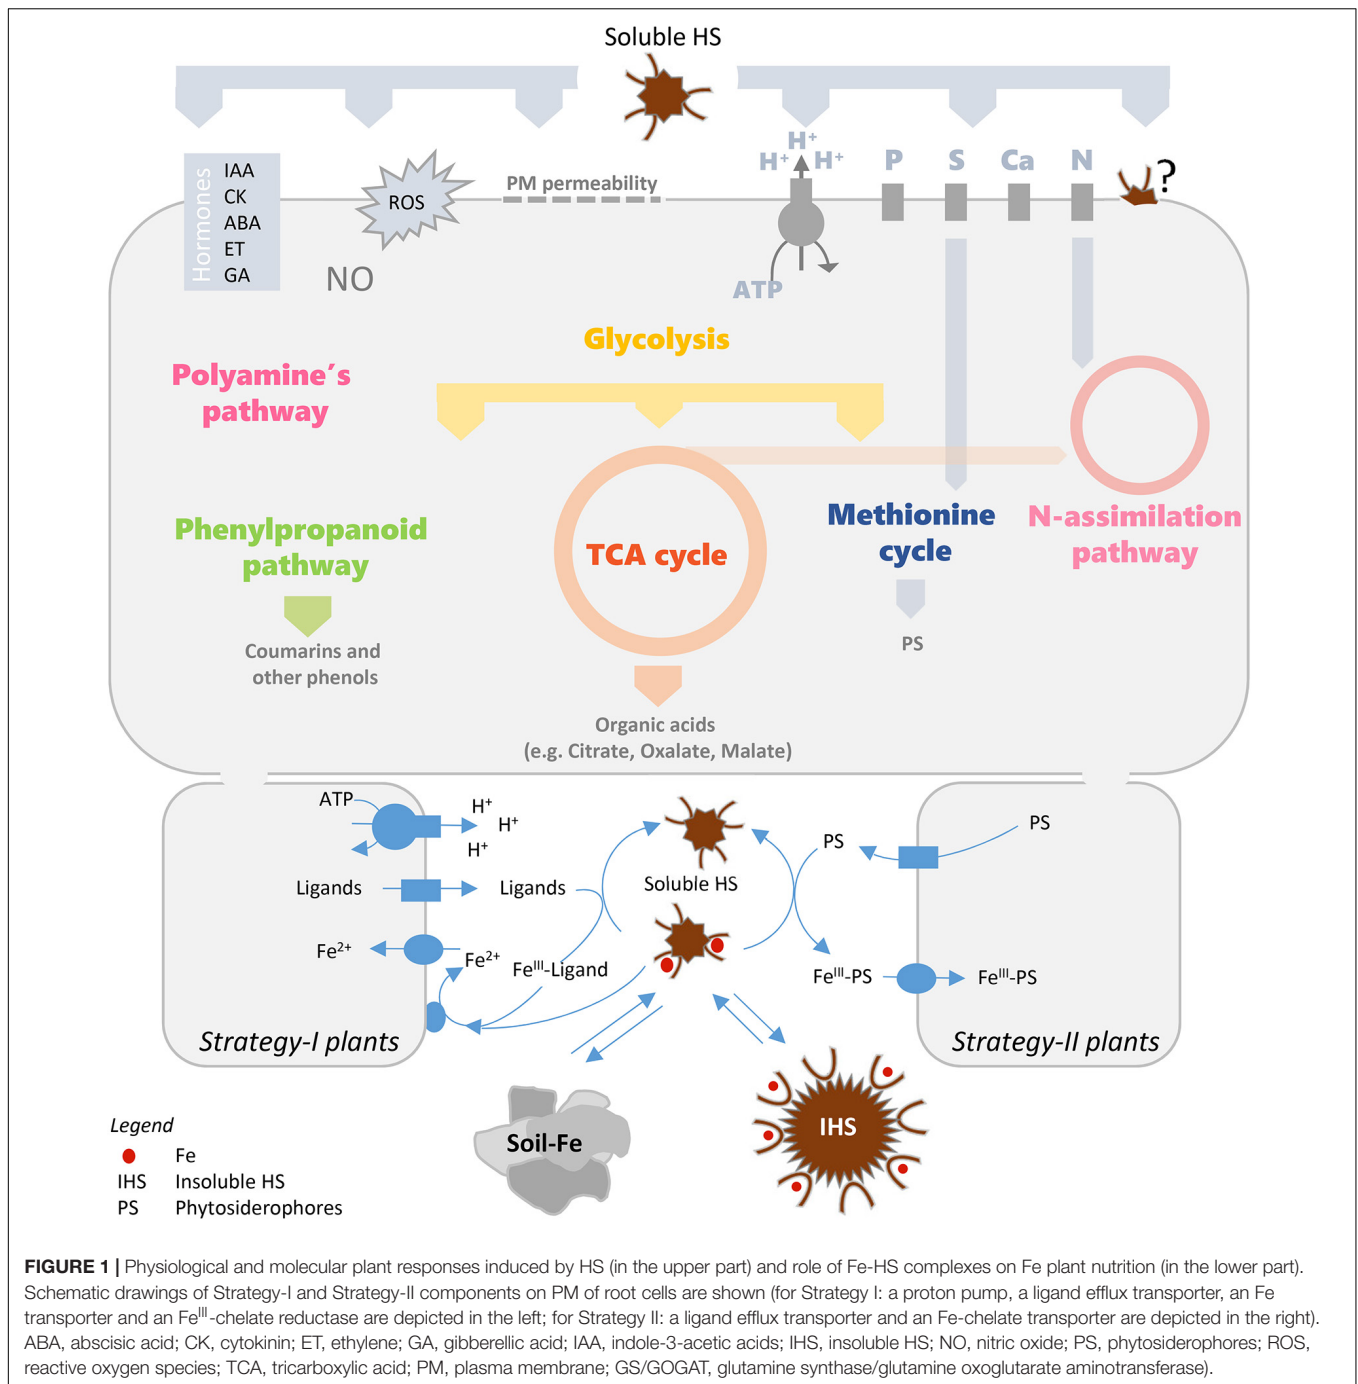 Soluble HS
Hormones
IAA
CK
ABA
ET
GA
ROS
NO
PM permeability
H⁺
H⁺ H⁺
ATP
P S Ca N
?
Glycolysis
Polyamine´s
pathway
Phenylpropanoid
pathway
Coumarins and
other phenols
TCA cycle
Organic acids
(e.g. Citrate, Oxalate, Malate)
Methionine
cycle
PS
N-assimilation
pathway
ATP
H⁺
H⁺
H⁺
Ligands
Ligands
Fe²⁺
Fe²⁺
Feᴵᴵᴵ-Ligand
Strategy-I plants
Soluble HS
PS
PS
Feᴵᴵᴵ-PS
Feᴵᴵᴵ-PS
Strategy-II plants
Soil-Fe
IHS
Legend
Fe
IHS Insoluble HS
PS Phytosiderophores
FIGURE 1 | Physiological and molecular plant responses induced by HS (in the upper part) and role of Fe-HS complexes on Fe plant nutrition (in the lower part).
Schematic drawings of Strategy-I and Strategy-II components on PM of root cells are shown (for Strategy I: a proton pump, a ligand efflux transporter, an Fe
transporter and an Feᴵᴵᴵ-chelate reductase are depicted in the left; for Strategy II: a ligand efflux transporter and an Fe-chelate transporter are depicted in the right).
ABA, abscisic acid; CK, cytokinin; ET, ethylene; GA, gibberellic acid; IAA, indole-3-acetic acids; IHS, insoluble HS; NO, nitric oxide; PS, phytosiderophores; ROS,
reactive oxygen species; TCA, tricarboxylic acid; PM, plasma membrane; GS/GOGAT, glutamine synthase/glutamine oxoglutarate aminotransferase).